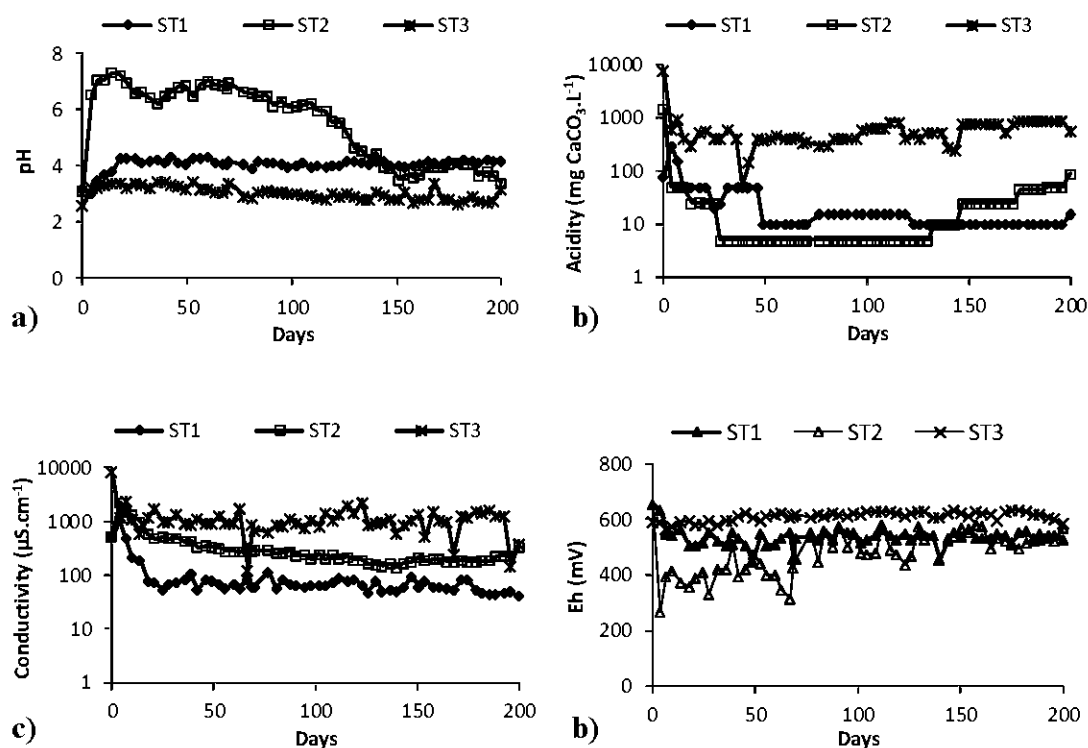 ST1 ST2 ST3
8
6
4
2
0
pH
0 50 100 150 200
Days
a)
ST1 ST2 ST3
10000
1000
100
10
1
Acidity (mg CaCO₃.L⁻¹)
0 50 100 150 200
Days
b)
ST1 ST2 ST3
10000
1000
100
10
1
Conductivity (µS.cm⁻¹)
0 50 100 150 200
Days
c)
ST1 ST2 ST3
800
600
400
200
0
Eh (mV)
0 50 100 150 200
Days
b)